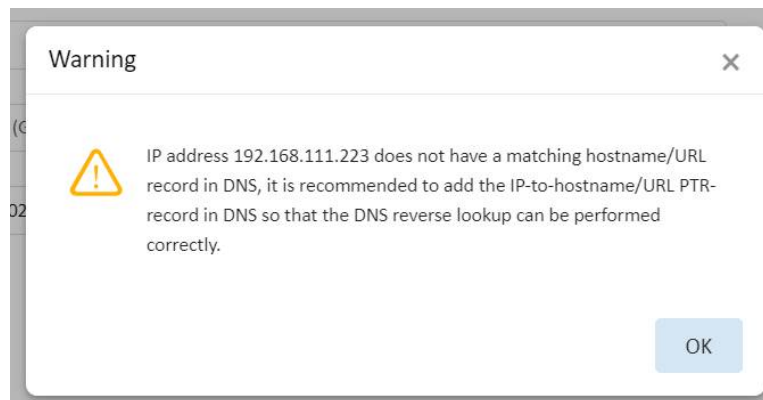 Warning
×
(G
IP address 192.168.111.223 does not have a matching hostname/URL
record in DNS, it is recommended to add the IP-to-hostname/URL PTR-
02
record in DNS so that the DNS reverse lookup can be performed
correctly.
OK